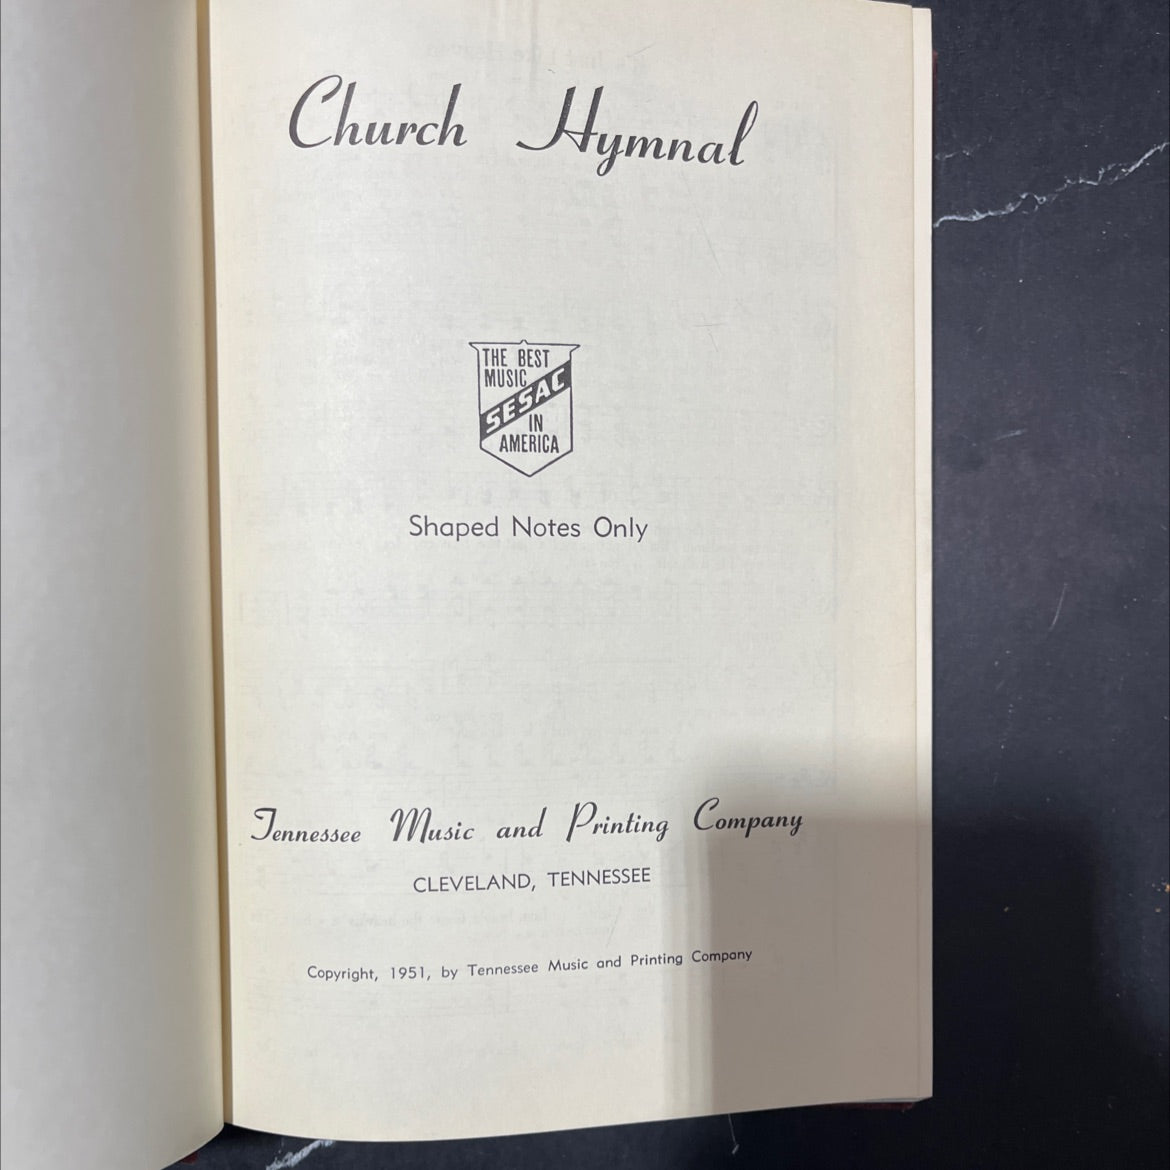 Church Hymnal
THE BEST
MUSIC
SESAC
IN
AMERICA
Shaped Notes Only
Tennessee Music and Printing Company
CLEVELAND, TENNESSEE
Copyright, 1951, by Tennessee Music and Printing Company